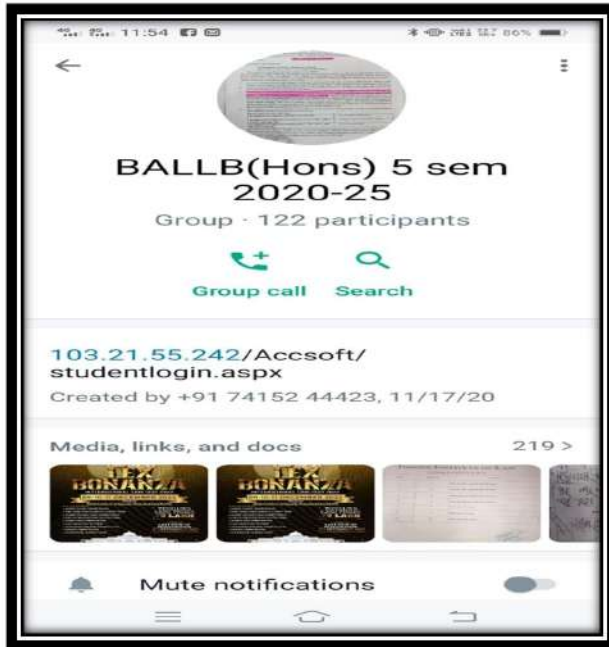 11:54
86%
BALLB(Hons) 5 sem
2020-25
Group · 122 participants
Group call Search
103.21.55.242/Accsoft/
studentlogin.aspx
Created by +91 74152 44423, 11/17/20
Media, links, and docs 219 >
LEX
BONANZA
LEX
BONANZA
Mute notifications